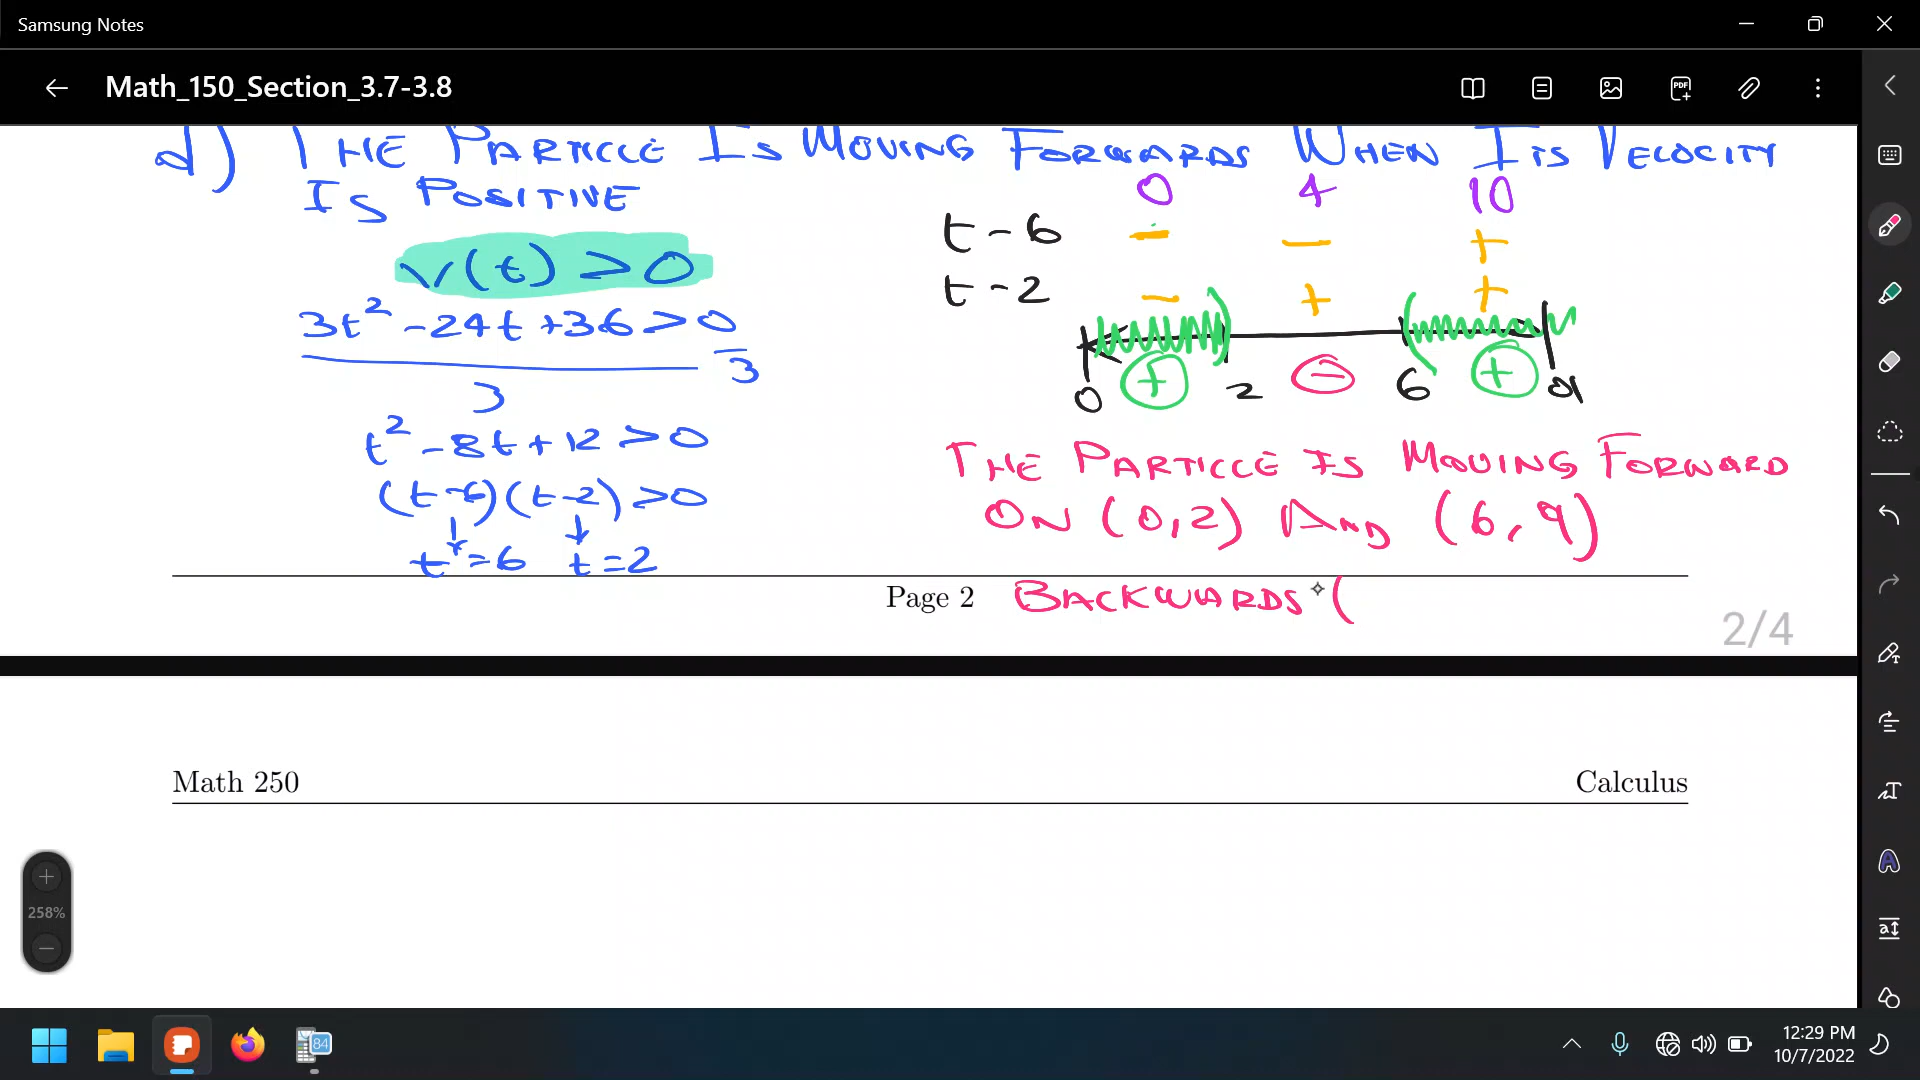 Samsung Notes
Math_150_Section_3.7-3.8
d) THE PARTICLE IS MOVING FORWARDS WHEN ITS VELOCITY
IS POSITIVE
v(t) > 0
3t² - 24t + 36 > 0
3 3
t² - 8t + 12 > 0
(t-6)(t-2) > 0
t = 6 t = 2
0 4 10
t - 6 - - +
t - 2 - + +
0 + 2 - 6 +
THE PARTICLE IS MOVING FORWARD
ON (0,2) AND (6,9)
Page 2 BACKWARDS (
2/4
Math 250 Calculus
258%
84
12:29 PM
10/7/2022